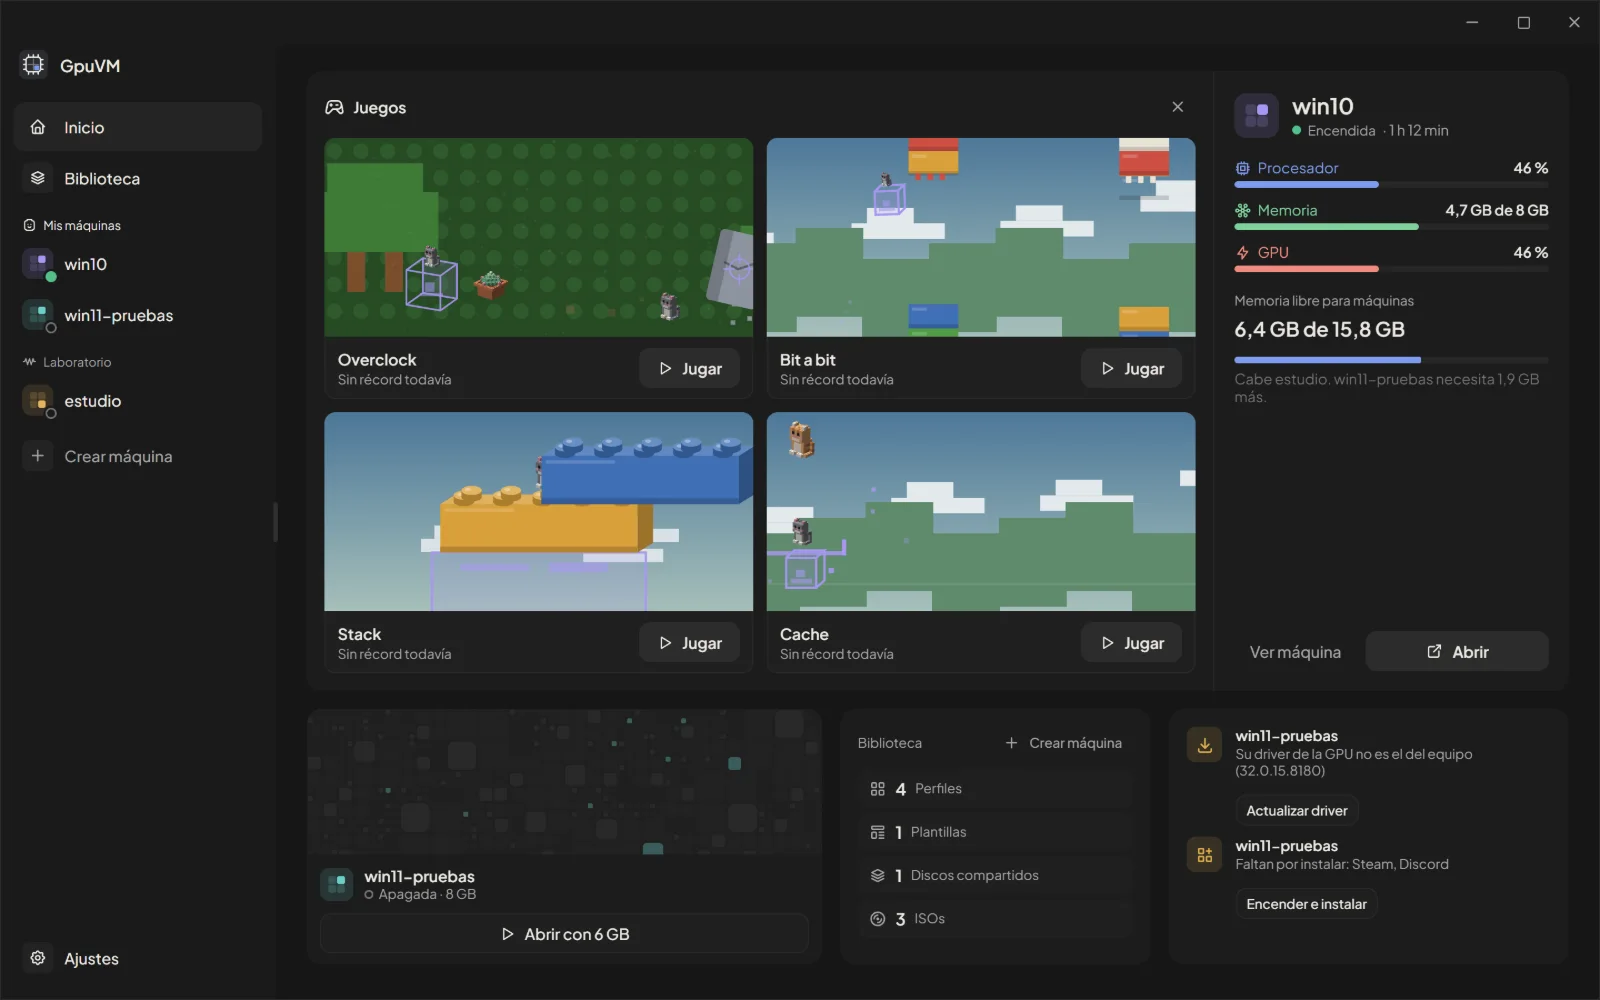 GpuVM
Inicio
Biblioteca
Mis máquinas
win10
win11-pruebas
Laboratorio
estudio
Crear máquina
Ajustes
Juegos
Overclock
Sin récord todavía
Jugar
Bit a bit
Sin récord todavía
Jugar
Stack
Sin récord todavía
Jugar
Cache
Sin récord todavía
Jugar
win10
Encendida · 1 h 12 min
Procesador 46 %
Memoria 4,7 GB de 8 GB
GPU 46 %
Memoria libre para máquinas
6,4 GB de 15,8 GB
Cabe estudio. win11-pruebas necesita 1,9 GB
más.
Ver máquina
Abrir
win11-pruebas
Apagada · 8 GB
Abrir con 6 GB
Biblioteca
Crear máquina
4 Perfiles
1 Plantillas
1 Discos compartidos
3 ISOs
win11-pruebas
Su driver de la GPU no es el del equipo
(32.0.15.8180)
Actualizar driver
win11-pruebas
Faltan por instalar: Steam, Discord
Encender e instalar